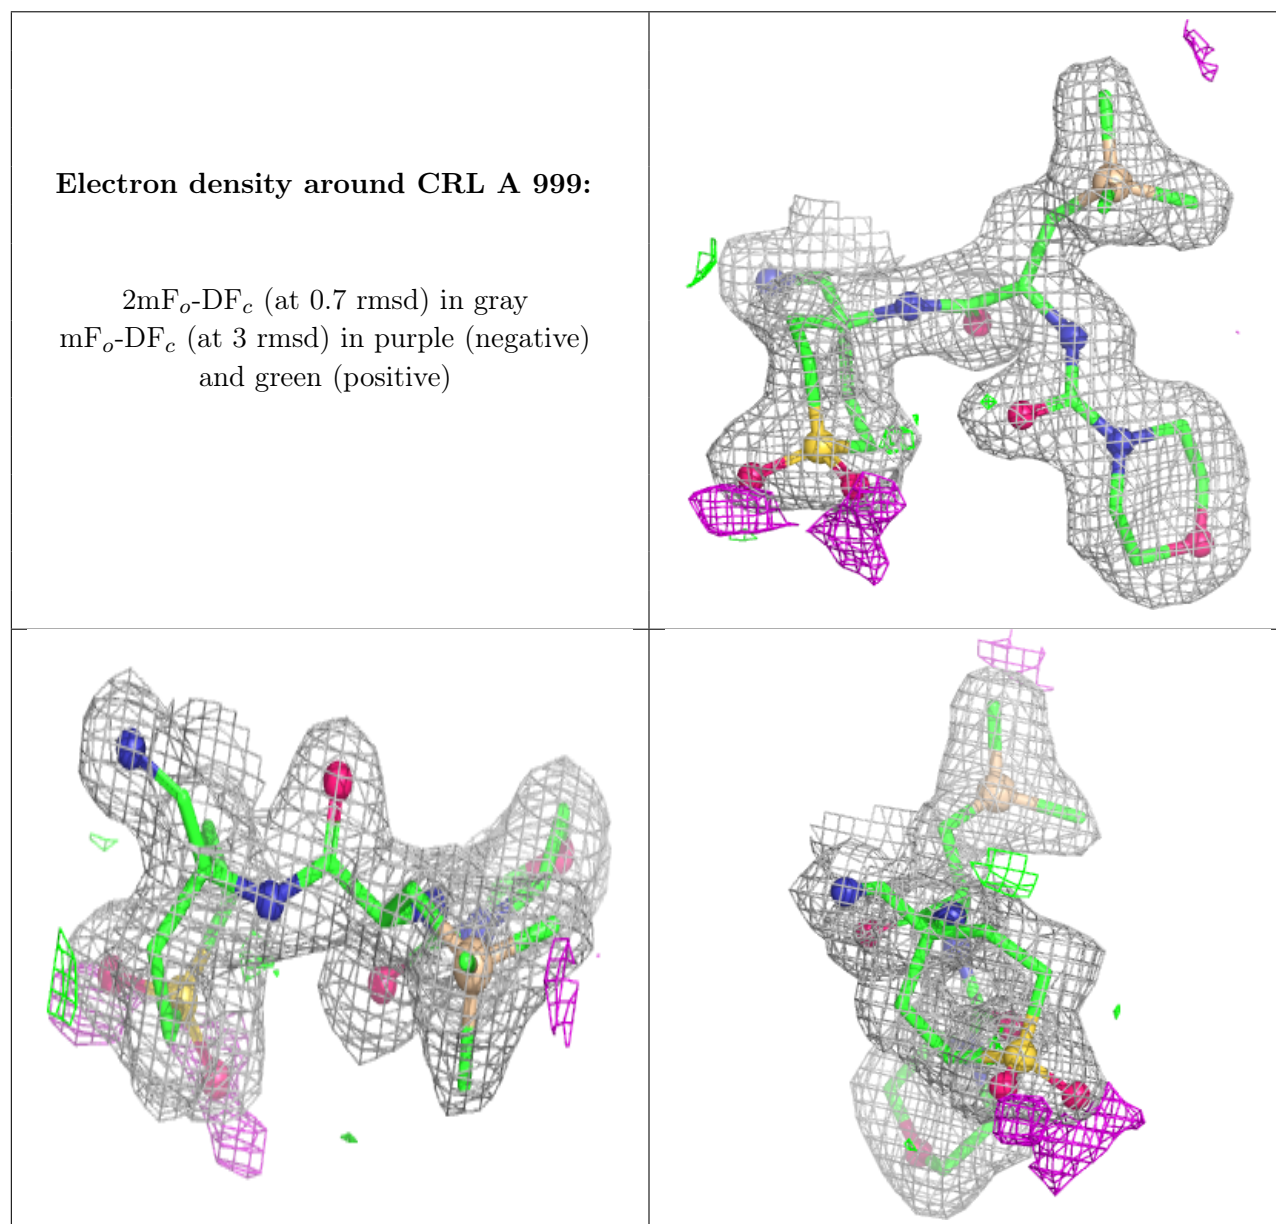 Electron density around CRL A 999:
2mFo-DFc (at 0.7 rmsd) in gray
mFo-DFc (at 3 rmsd) in purple (negative)
and green (positive)